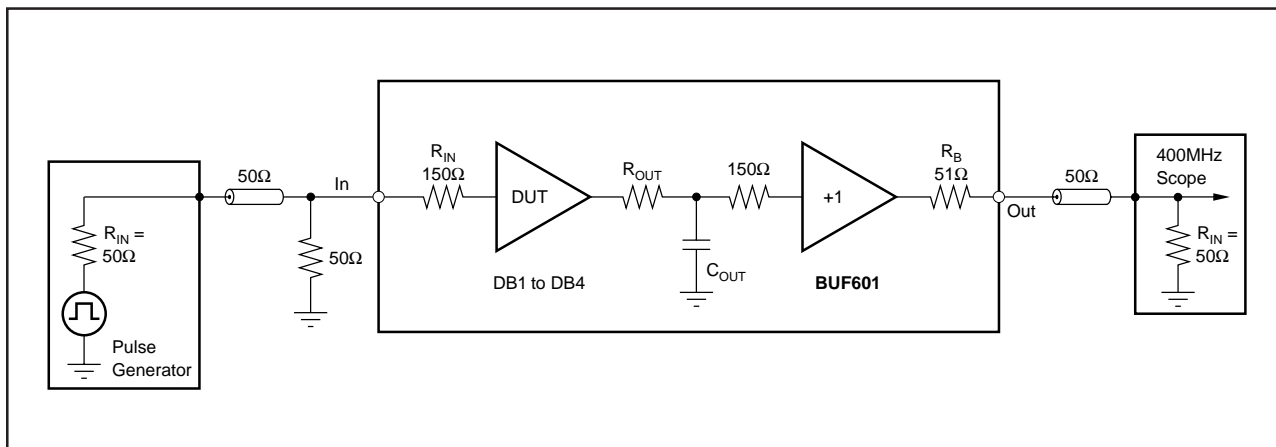 R_IN =
50Ω
Pulse
Generator
50Ω
In
50Ω
R_IN
150Ω
DUT
DB1 to DB4
R_OUT
C_OUT
150Ω
+1
BUF601
R_B
51Ω
Out
50Ω
400MHz
Scope
R_IN =
50Ω